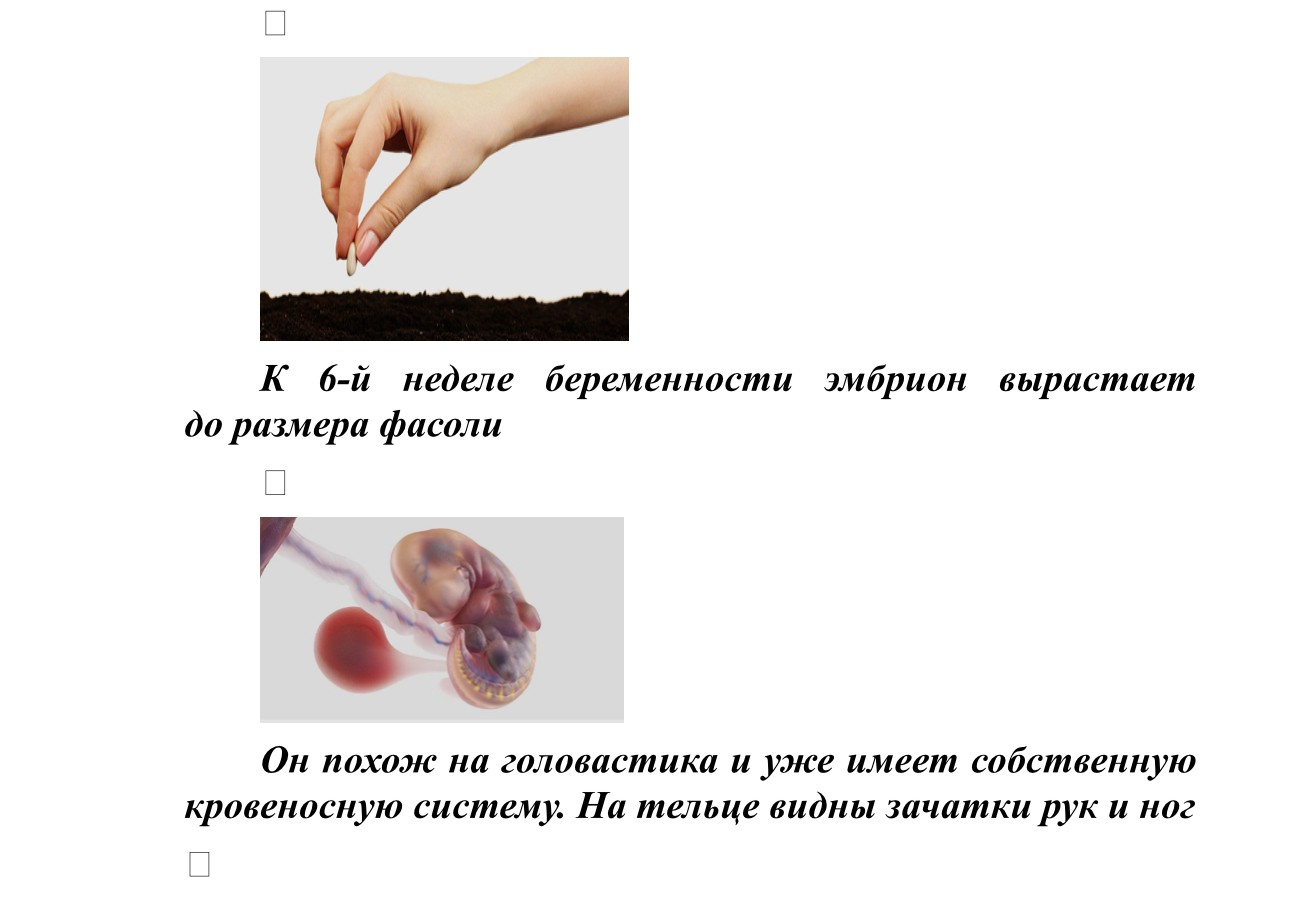 К 6-й неделе беременности эмбрион вырастает
до размера фасоли
Он похож на головастика и уже имеет собственную
кровеносную систему. На тельце видны зачатки рук и ног